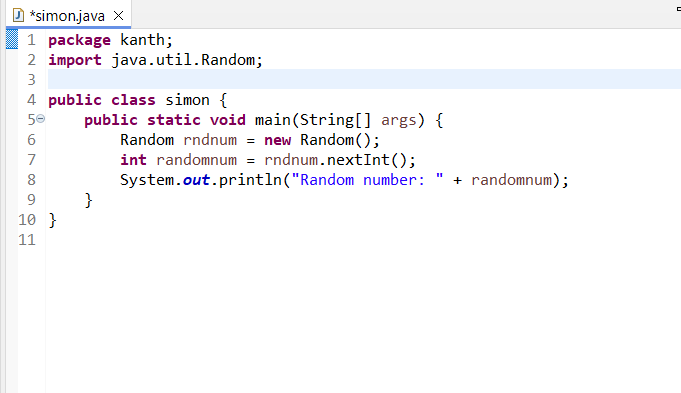 *simon.java
1 package kanth;
2 import java.util.Random;
3
4 public class simon {
5 public static void main(String[] args) {
6 Random rndnum = new Random();
7 int randomnum = rndnum.nextInt();
8 System.out.println("Random number: " + randomnum);
9 }
10 }
11